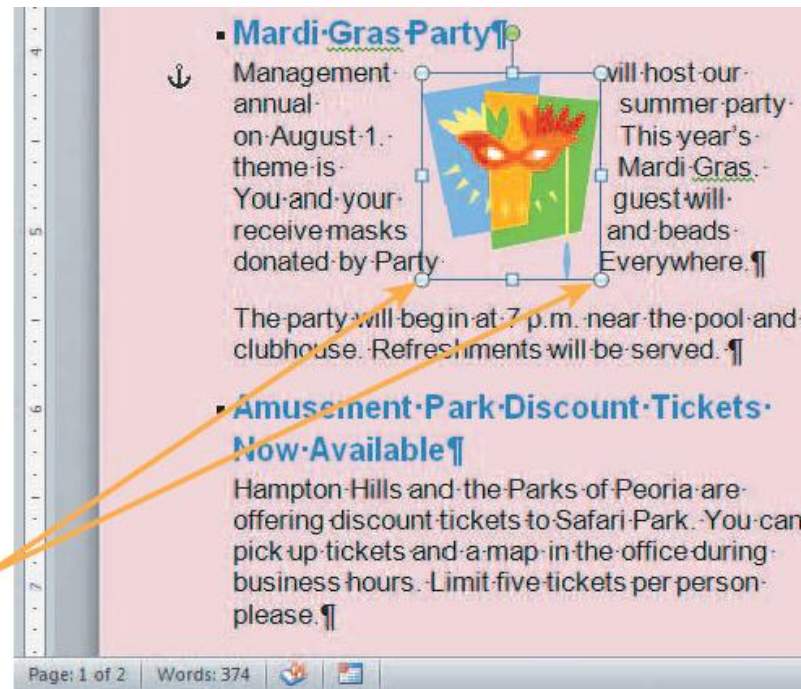 Mardi·Gras·Party¶
Management· will·host·our·
annual· summer·party·
on·August·1.· This·year's·
theme·is· Mardi·Gras.·
You·and·your· guest·will·
receive·masks and·beads·
donated·by·Party· Everywhere.¶
The·party·will·begin·at·7·p.m.·near·the·pool·and·
clubhouse.·Refreshments·will·be·served.·¶
Amusement·Park·Discount·Tickets·
Now·Available¶
Hampton·Hills·and·the·Parks·of·Peoria·are·
offering·discount·tickets·to·Safari·Park.·You·can
pick·up·tickets·and·a·map·in·the·office·during·
business·hours.·Limit·five·tickets·per·person·
please.¶
4
5
6
7
Page: 1 of 2 Words: 374